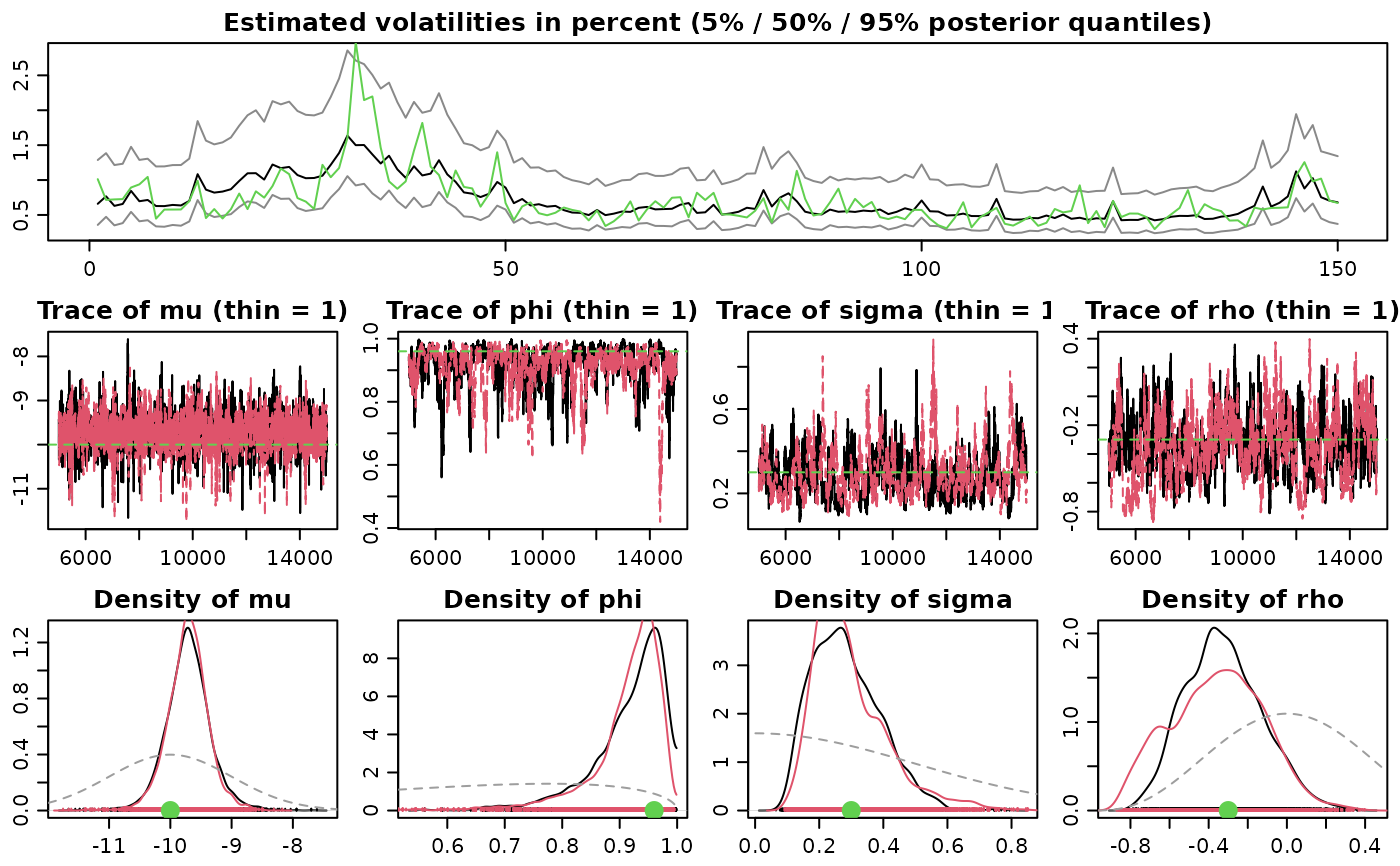 Estimated volatilities in percent (5% / 50% / 95% posterior quantiles)
0.5 1.5 2.5
0 50 100 150
Trace of mu (thin = 1) Trace of phi (thin = 1) Trace of sigma (thin = 1 Trace of rho (thin = 1)
-11 -9 -8
6000 10000 14000
0.4 0.6 0.8 1.0
6000 10000 14000
0.2 0.6
6000 10000 14000
-0.8 -0.2 0.4
6000 10000 14000
Density of mu Density of phi Density of sigma Density of rho
0.0 0.4 0.8 1.2
-11 -10 -9 -8
0 2 4 6 8
0.6 0.7 0.8 0.9 1.0
0 1 2 3
0.0 0.2 0.4 0.6 0.8
0.0 1.0 2.0
-0.8 -0.4 0.0 0.4